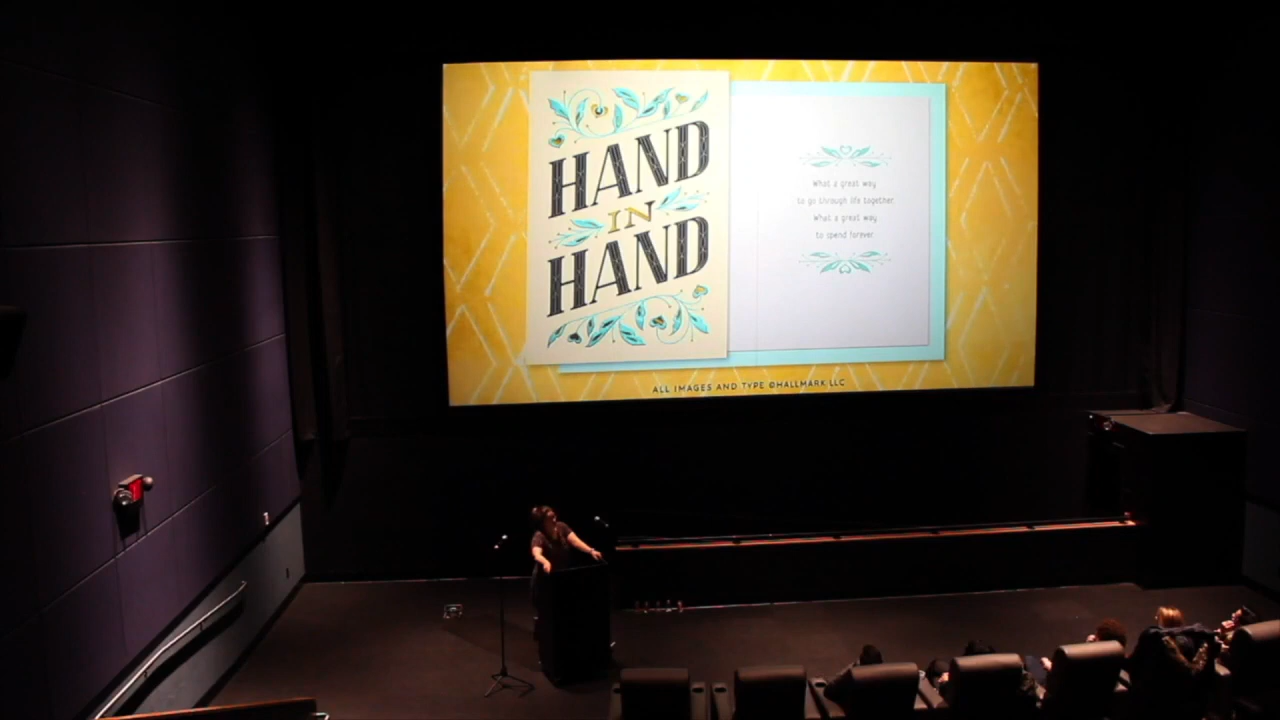 HAND
IN
HAND
What a great way
to go through life together.
What a great way
to spend forever.
ALL IMAGES AND TYPE ©HALLMARK LLC